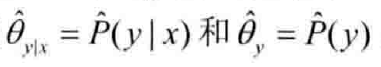 θ̂_{y|x} = P̂(y | x) 和 θ̂_y = P̂(y)